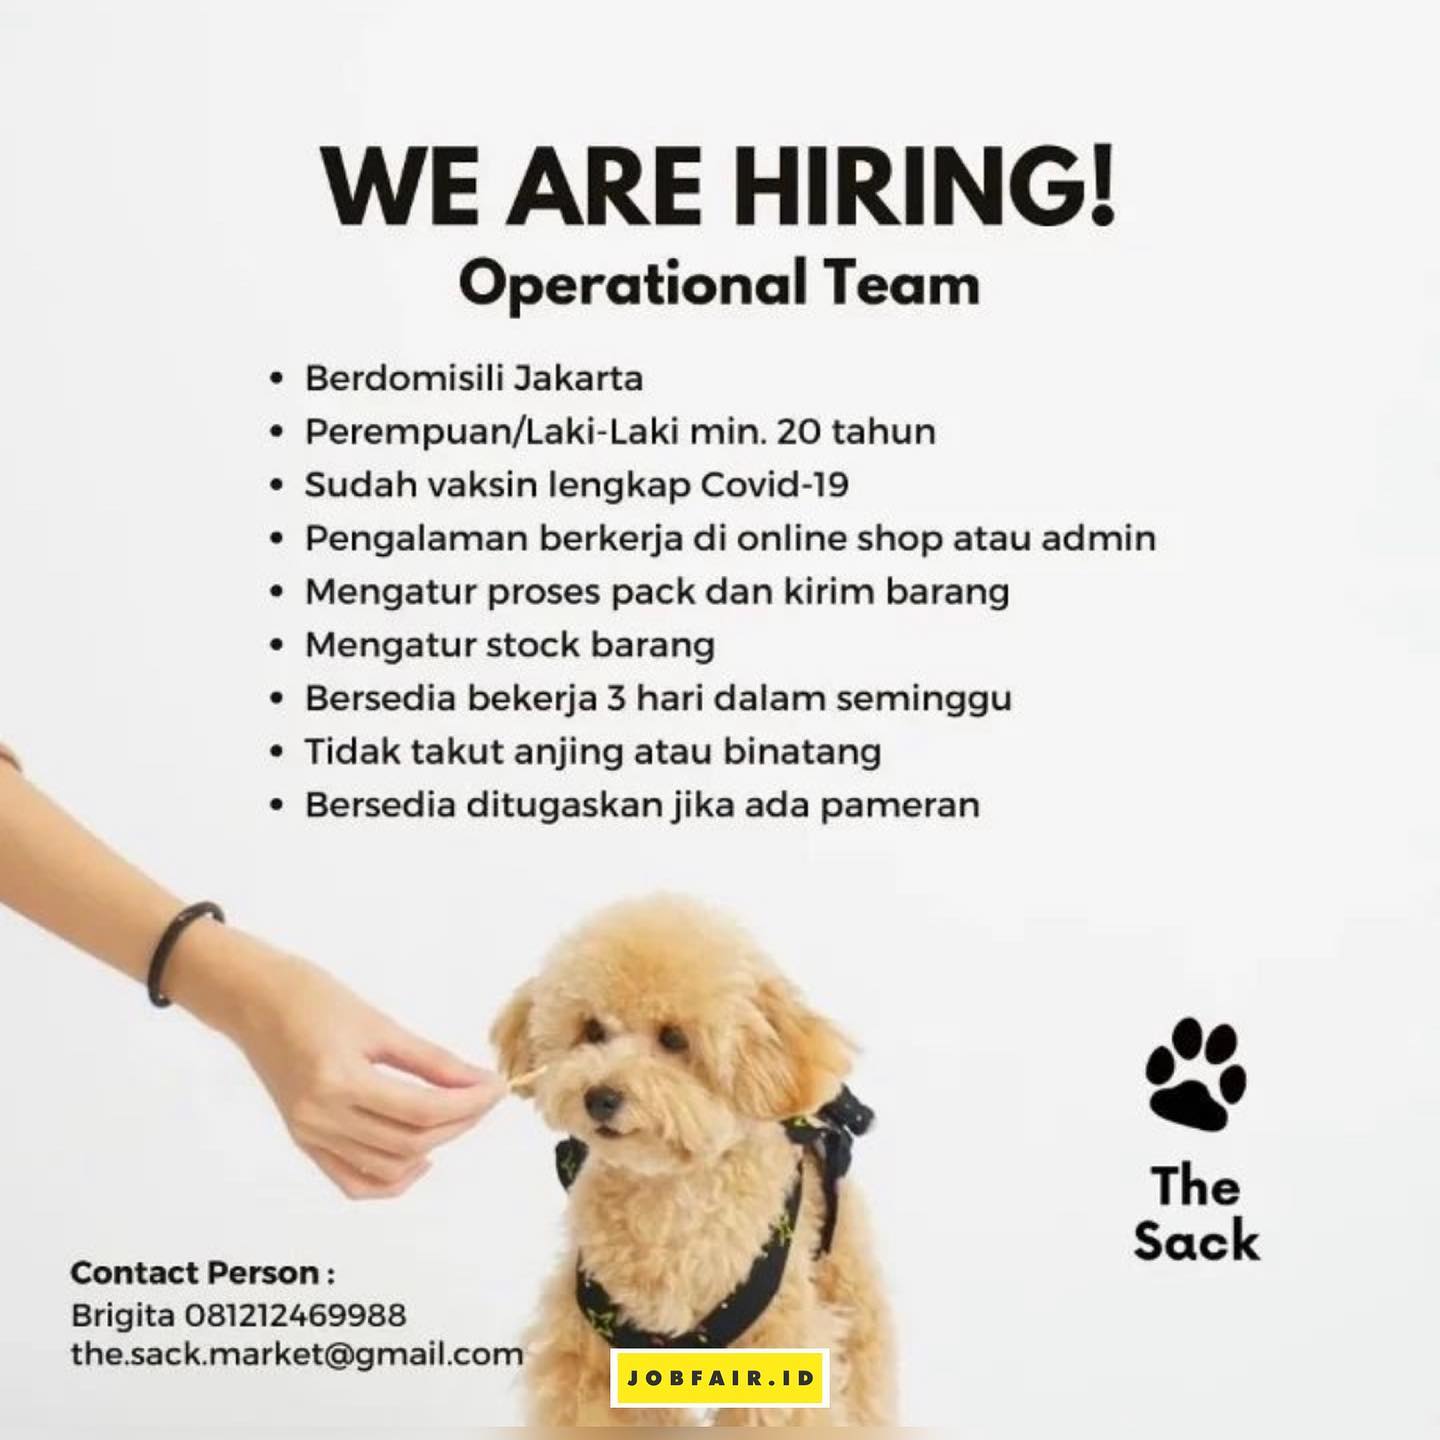 WE ARE HIRING!
Operational Team
• Berdomisili Jakarta
• Perempuan/Laki-Laki min. 20 tahun
• Sudah vaksin lengkap Covid-19
• Pengalaman berkerja di online shop atau admin
• Mengatur proses pack dan kirim barang
• Mengatur stock barang
• Bersedia bekerja 3 hari dalam seminggu
• Tidak takut anjing atau binatang
• Bersedia ditugaskan jika ada pameran
The
Sack
Contact Person :
Brigita 081212469988
the.sack.market@gmail.com
JOBFAIR.ID